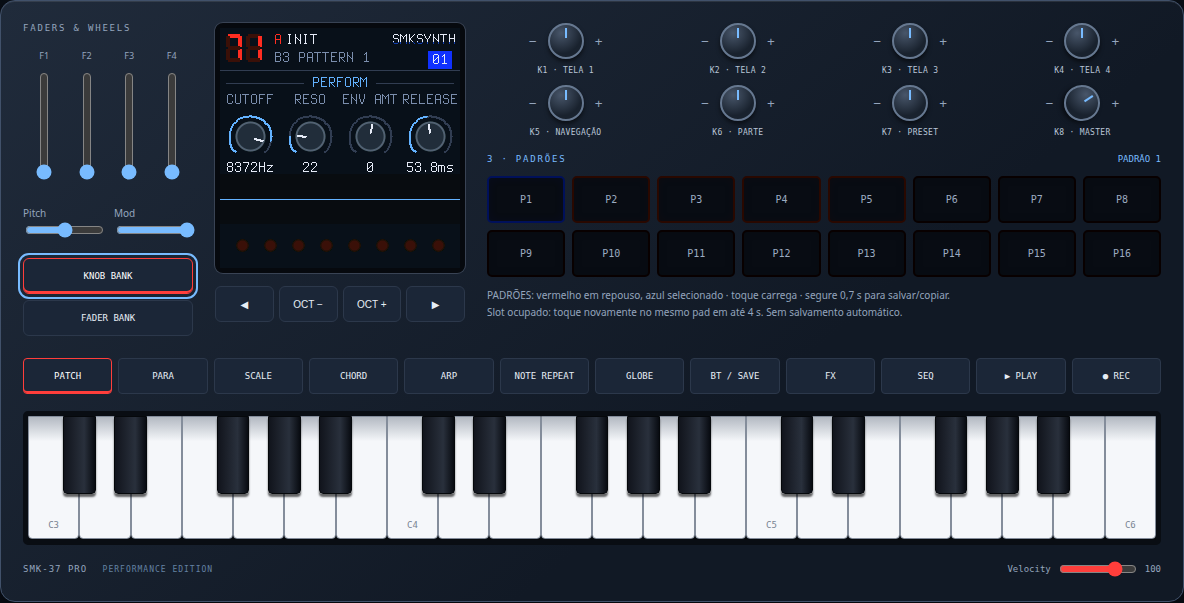 FADERS & WHEELS
F1 F2 F3 F4
Pitch Mod
KNOB BANK
FADER BANK
71 A INIT SMKSYNTH
B3 PATTERN 1 01
PERFORM
CUTOFF RESO ENV AMT RELEASE
8372Hz 22 0 53.8ms
◄ OCT − OCT + ►
− + − + − + − +
K1 · TELA 1 K2 · TELA 2 K3 · TELA 3 K4 · TELA 4
− + − + − + − +
K5 · NAVEGAÇÃO K6 · PARTE K7 · PRESET K8 · MASTER
3 · PADRÕES PADRÃO 1
P1 P2 P3 P4 P5 P6 P7 P8
P9 P10 P11 P12 P13 P14 P15 P16
PADRÕES: vermelho em repouso, azul selecionado · toque carrega · segure 0,7 s para salvar/copiar.
Slot ocupado: toque novamente no mesmo pad em até 4 s. Sem salvamento automático.
PATCH PARA SCALE CHORD ARP NOTE REPEAT GLOBE BT / SAVE FX SEQ ▶ PLAY ● REC
C3 C4 C5 C6
SMK-37 PRO PERFORMANCE EDITION Velocity 100